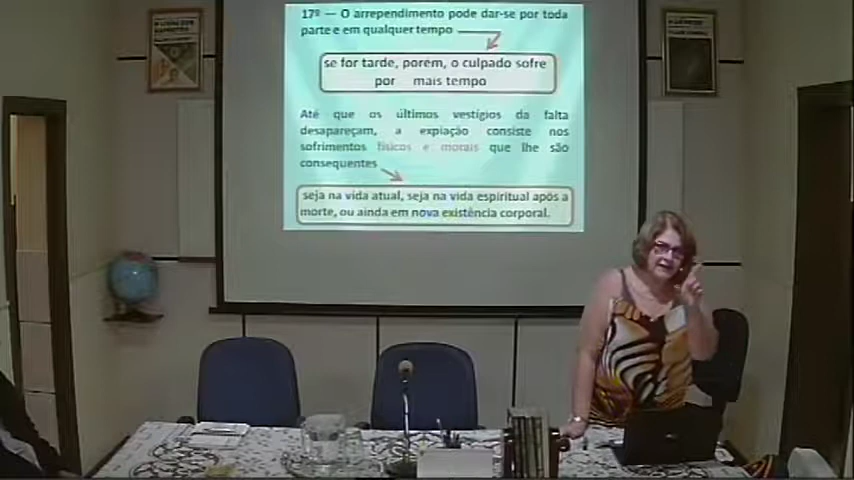 17º — O arrependimento pode dar-se por toda
parte e em qualquer tempo
se for tarde, porem, o culpado sofre
por mais tempo
Até que os últimos vestígios da falta
desapareçam, a expiação consiste nos
sofrimentos físicos e morais que lhe são
consequentes
seja na vida atual, seja na vida espiritual após a
morte, ou ainda em nova existência corporal.